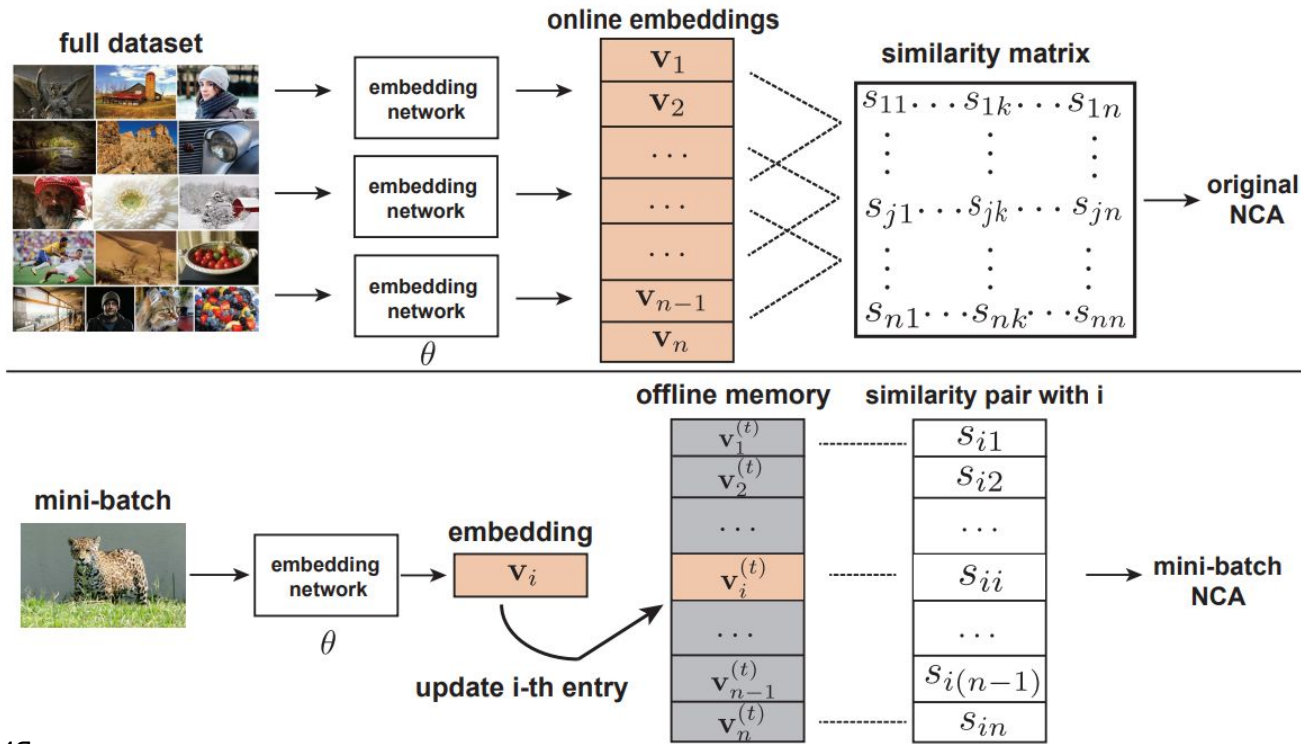 full dataset
online embeddings
similarity matrix
embedding
network
embedding
network
embedding
network
θ
v₁
v₂
...
...
...
vₙ₋₁
vₙ
s₁₁ ... s₁ₖ ... s₁ₙ
sⱼ₁ ... sⱼₖ ... sⱼₙ
sₙ₁ ... sₙₖ ... sₙₙ
original
NCA
mini-batch
embedding
network
θ
embedding
vᵢ
update i-th entry
offline memory
v₁⁽ᵗ⁾
v₂⁽ᵗ⁾
...
vᵢ⁽ᵗ⁾
...
vₙ₋₁⁽ᵗ⁾
vₙ⁽ᵗ⁾
similarity pair with i
sᵢ₁
sᵢ₂
...
sᵢᵢ
...
sᵢ₍ₙ₋₁₎
sᵢₙ
mini-batch
NCA